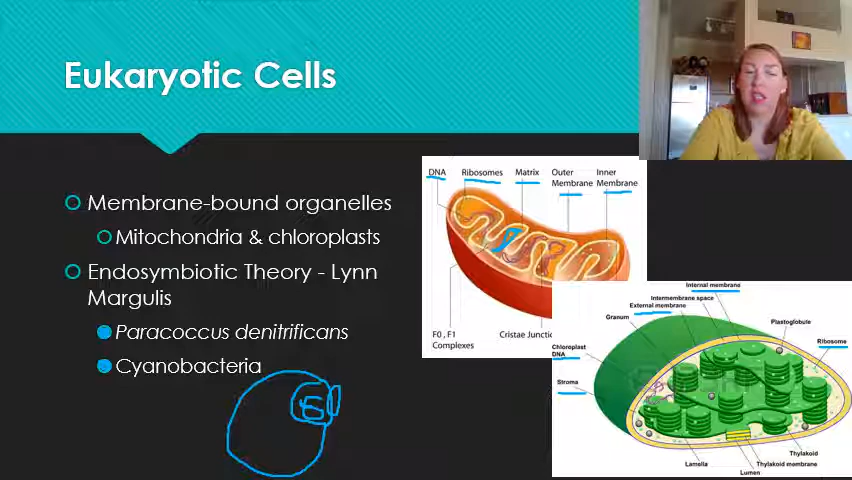 Eukaryotic Cells
Membrane-bound organelles
Mitochondria & chloroplasts
Endosymbiotic Theory - Lynn
Margulis
Paracoccus denitrificans
Cyanobacteria
DNA
Ribosomes
Matrix
Outer
Membrane
Inner
Membrane
F0 , F1
Complexes
Cristae Junctio
Internal membrane
Intermembrane space
External membrane
Granum
Plastoglobule
Ribosome
Chloroplast
DNA
Stroma
Thylakoid
Thylakoid membrane
Lamella
Lumen